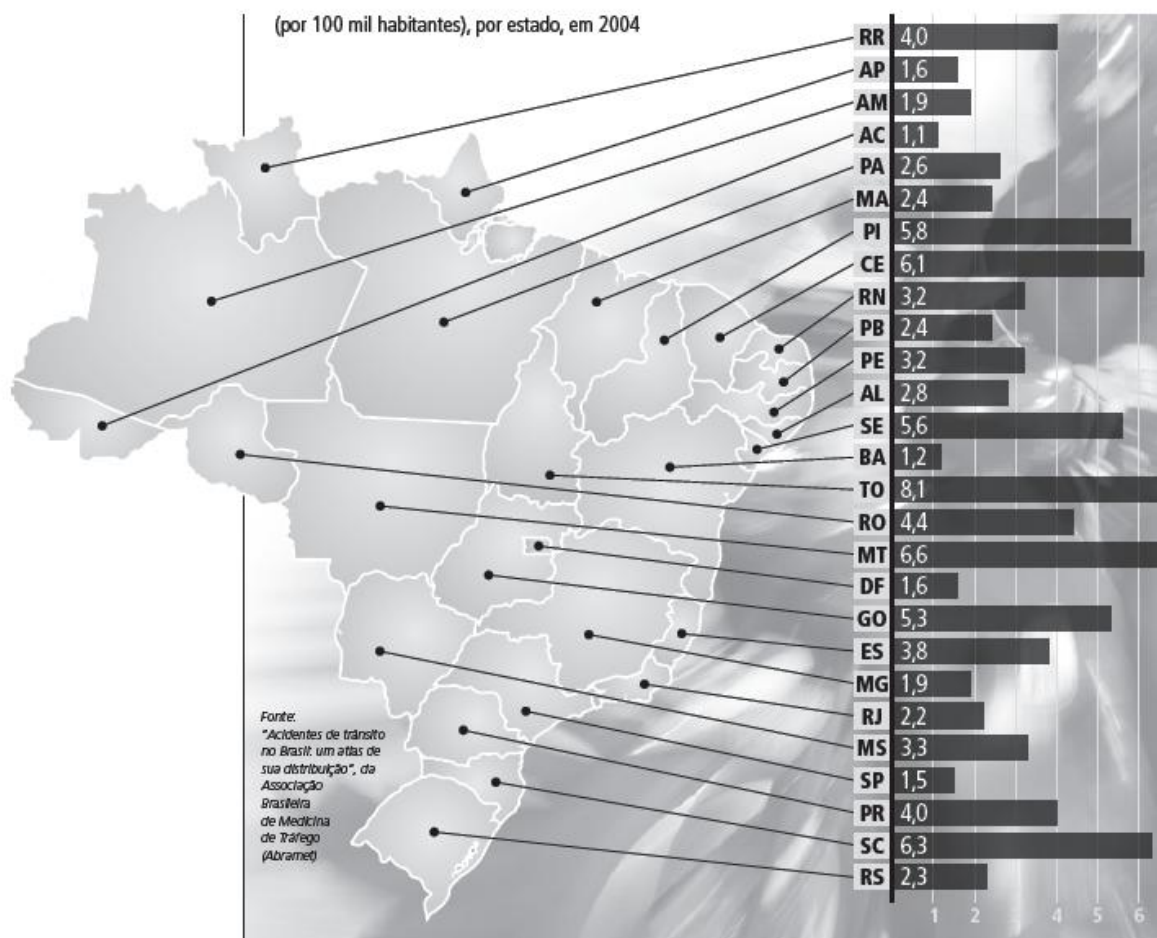 (por 100 mil habitantes), por estado, em 2004
RR 4,0
AP 1,6
AM 1,9
AC 1,1
PA 2,6
MA 2,4
PI 5,8
CE 6,1
RN 3,2
PB 2,4
PE 3,2
AL 2,8
SE 5,6
BA 1,2
TO 8,1
RO 4,4
MT 6,6
DF 1,6
GO 5,3
ES 3,8
MG 1,9
RJ 2,2
MS 3,3
SP 1,5
PR 4,0
SC 6,3
RS 2,3
1 2 3 4 5 6
Fonte:
"Acidentes de trânsito
no Brasil: um atlas de
sua distribuição", da
Associação
Brasileira
de Medicina
de Tráfego
(Abramet)